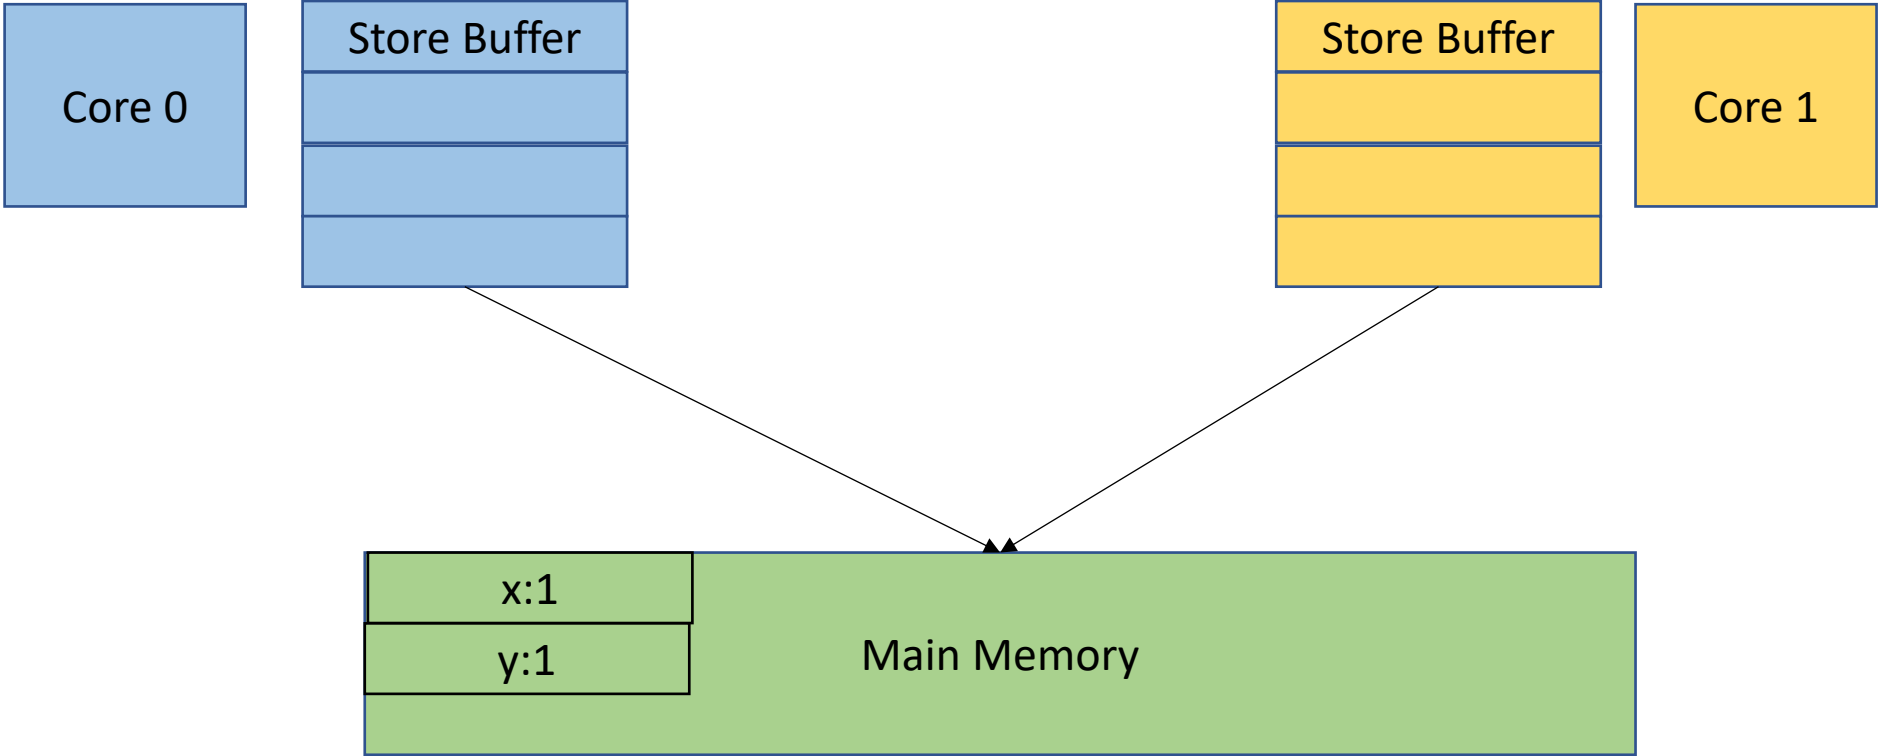 Core 0
Store Buffer
Store Buffer
Core 1
x:1
y:1
Main Memory